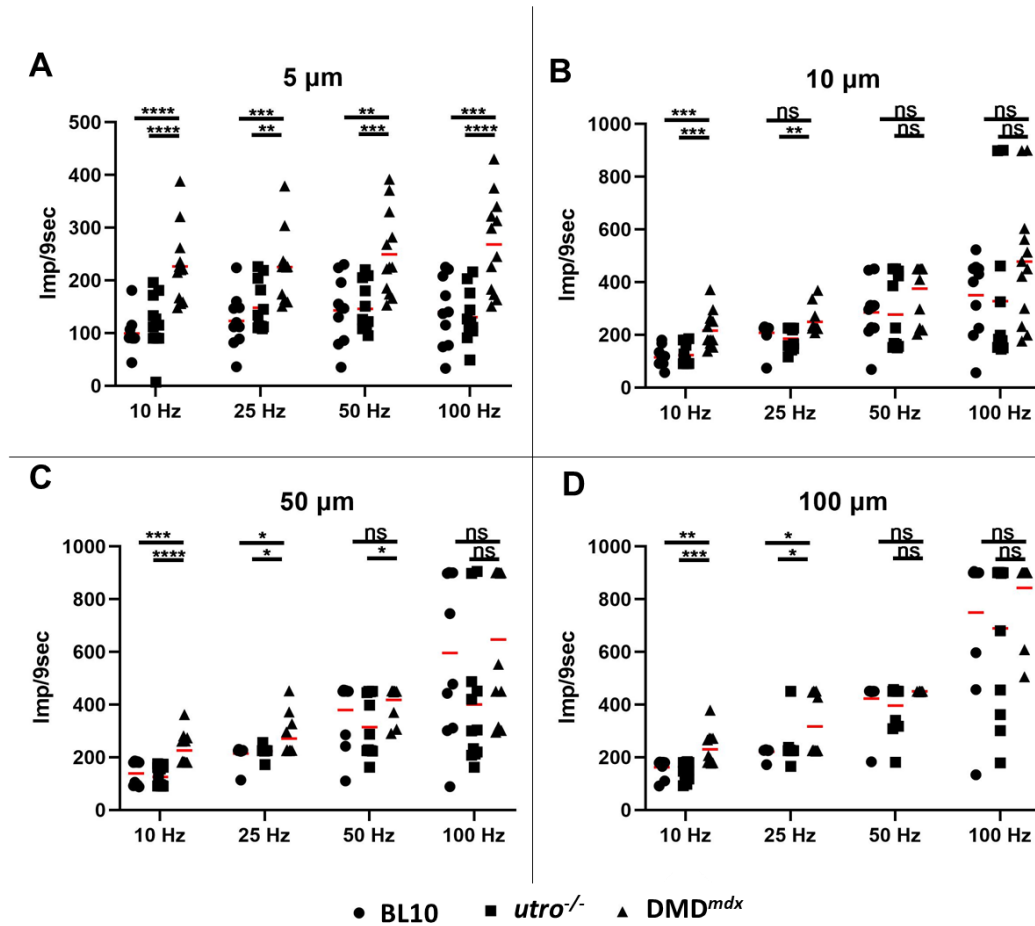 A
5 µm
**** *** ** ***
**** ** *** ****
500
400
300
200
100
0
Imp/9sec
10 Hz 25 Hz 50 Hz 100 Hz
B
10 µm
*** ns ns ns
*** ** ns ns
1000
800
600
400
200
0
Imp/9sec
10 Hz 25 Hz 50 Hz 100 Hz
C
50 µm
*** * ns ns
**** * * ns
1000
800
600
400
200
0
Imp/9sec
10 Hz 25 Hz 50 Hz 100 Hz
D
100 µm
** * ns ns
*** * ns ns
1000
800
600
400
200
0
Imp/9sec
10 Hz 25 Hz 50 Hz 100 Hz
● BL10 ■ utro-/- ▲ DMDmdx